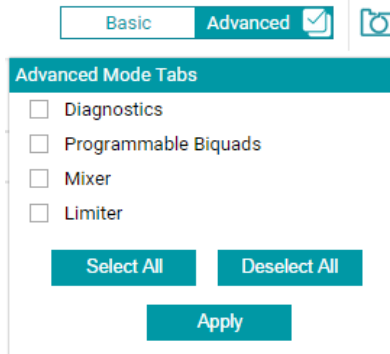 Basic Advanced
Advanced Mode Tabs
Diagnostics
Programmable Biquads
Mixer
Limiter
Select All Deselect All
Apply